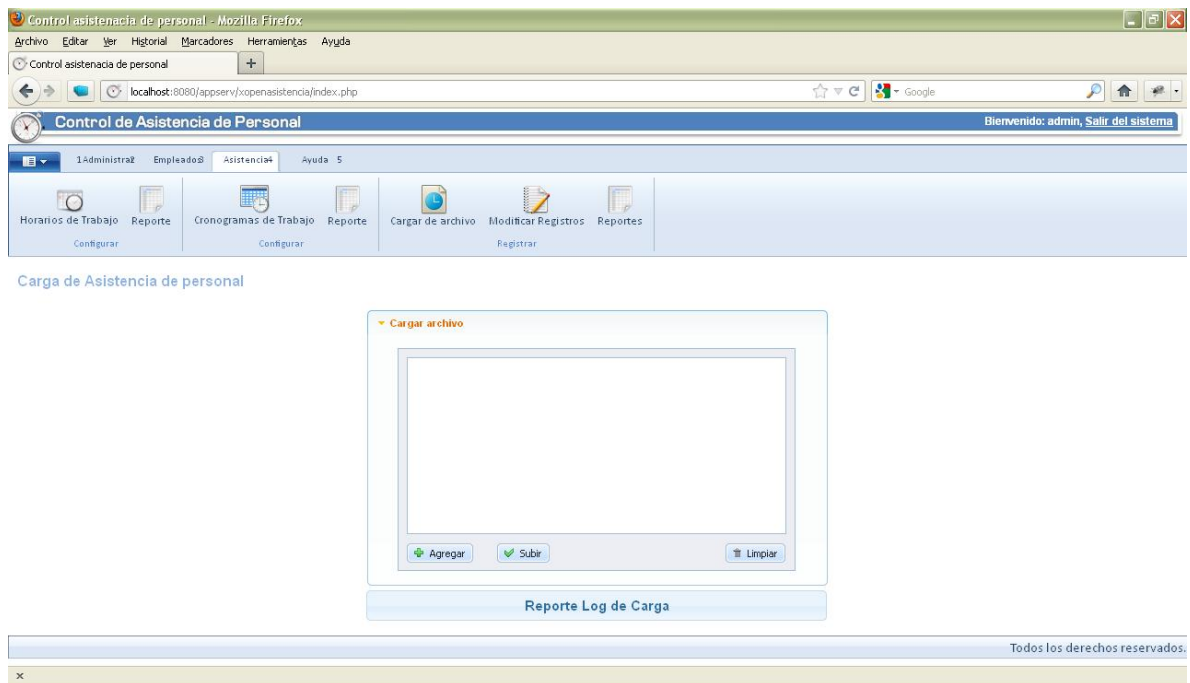 Control asistenacia de personal - Mozilla Firefox
Archivo Editar Ver Historial Marcadores Herramientas Ayuda
Control asistenacia de personal
localhost:8080/appserv/xopenasistencia/index.php
Google
Control de Asistencia de Personal
Bienvenido: admin, Salir del sistema
1Administra2 Empleados3 Asistencia4 Ayuda 5
Horarios de Trabajo Reporte Cronogramas de Trabajo Reporte Cargar de archivo Modificar Registros Reportes
Configurar Configurar Registrar
Carga de Asistencia de personal
Cargar archivo
Agregar Subir Limpiar
Reporte Log de Carga
Todos los derechos reservados.